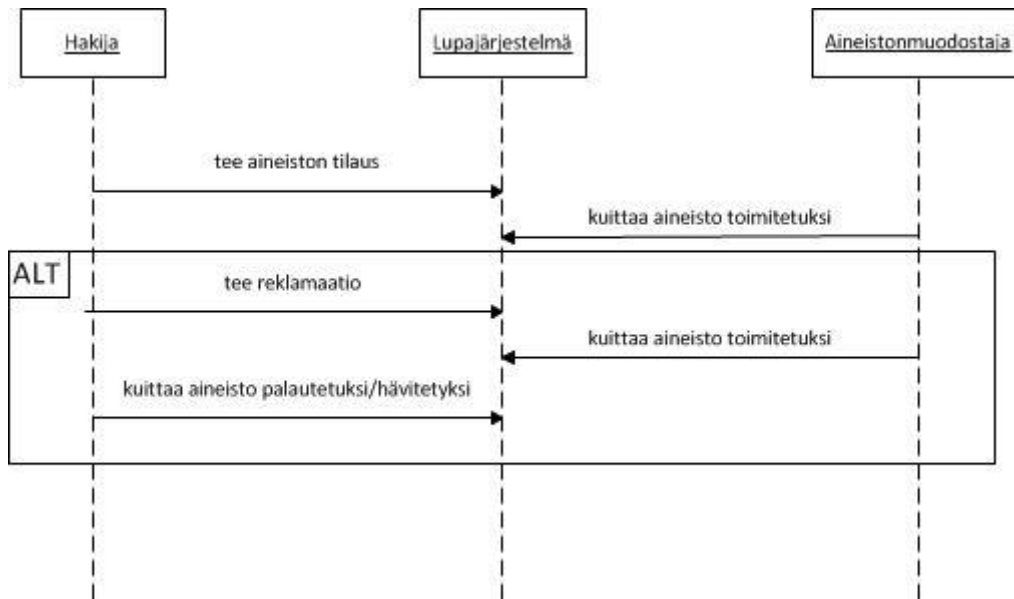 Hakija
Lupajärjestelmä
Aineistonmuodostaja
tee aineiston tilaus
kuittaa aineisto toimitetuksi
ALT
tee reklamaatio
kuittaa aineisto toimitetuksi
kuittaa aineisto palautetuksi/hävitetyksi